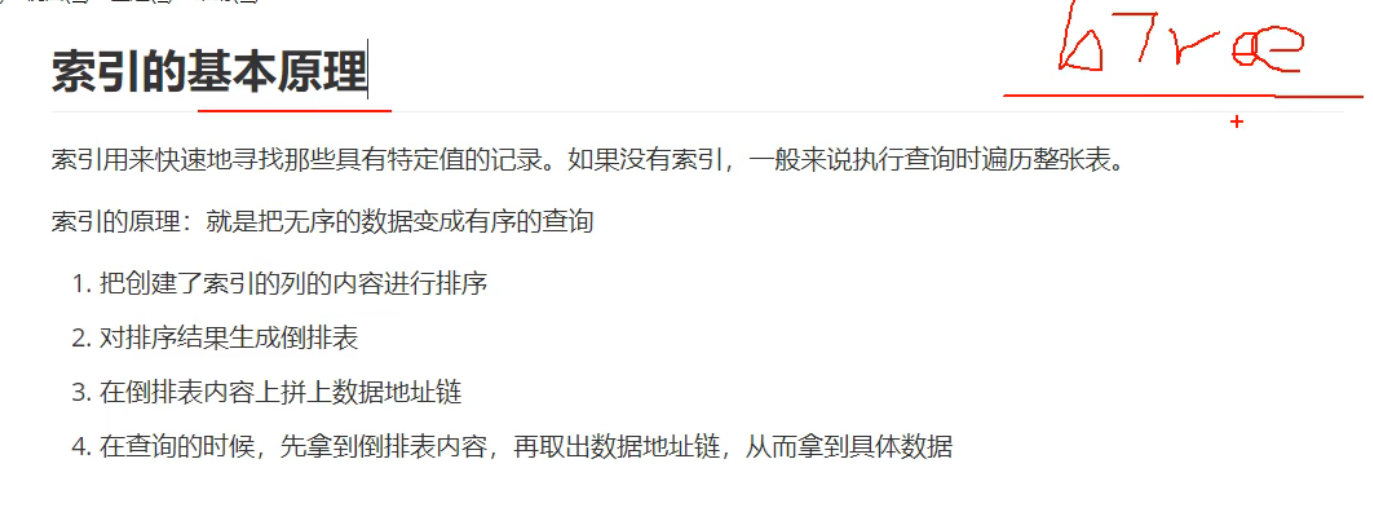 bTree
索引的基本原理
索引用来快速地寻找那些具有特定值的记录。如果没有索引，一般来说执行查询时遍历整张表。
索引的原理：就是把无序的数据变成有序的查询
1. 把创建了索引的列的内容进行排序
2. 对排序结果生成倒排表
3. 在倒排表内容上拼上数据地址链
4. 在查询的时候，先拿到倒排表内容，再取出数据地址链，从而拿到具体数据